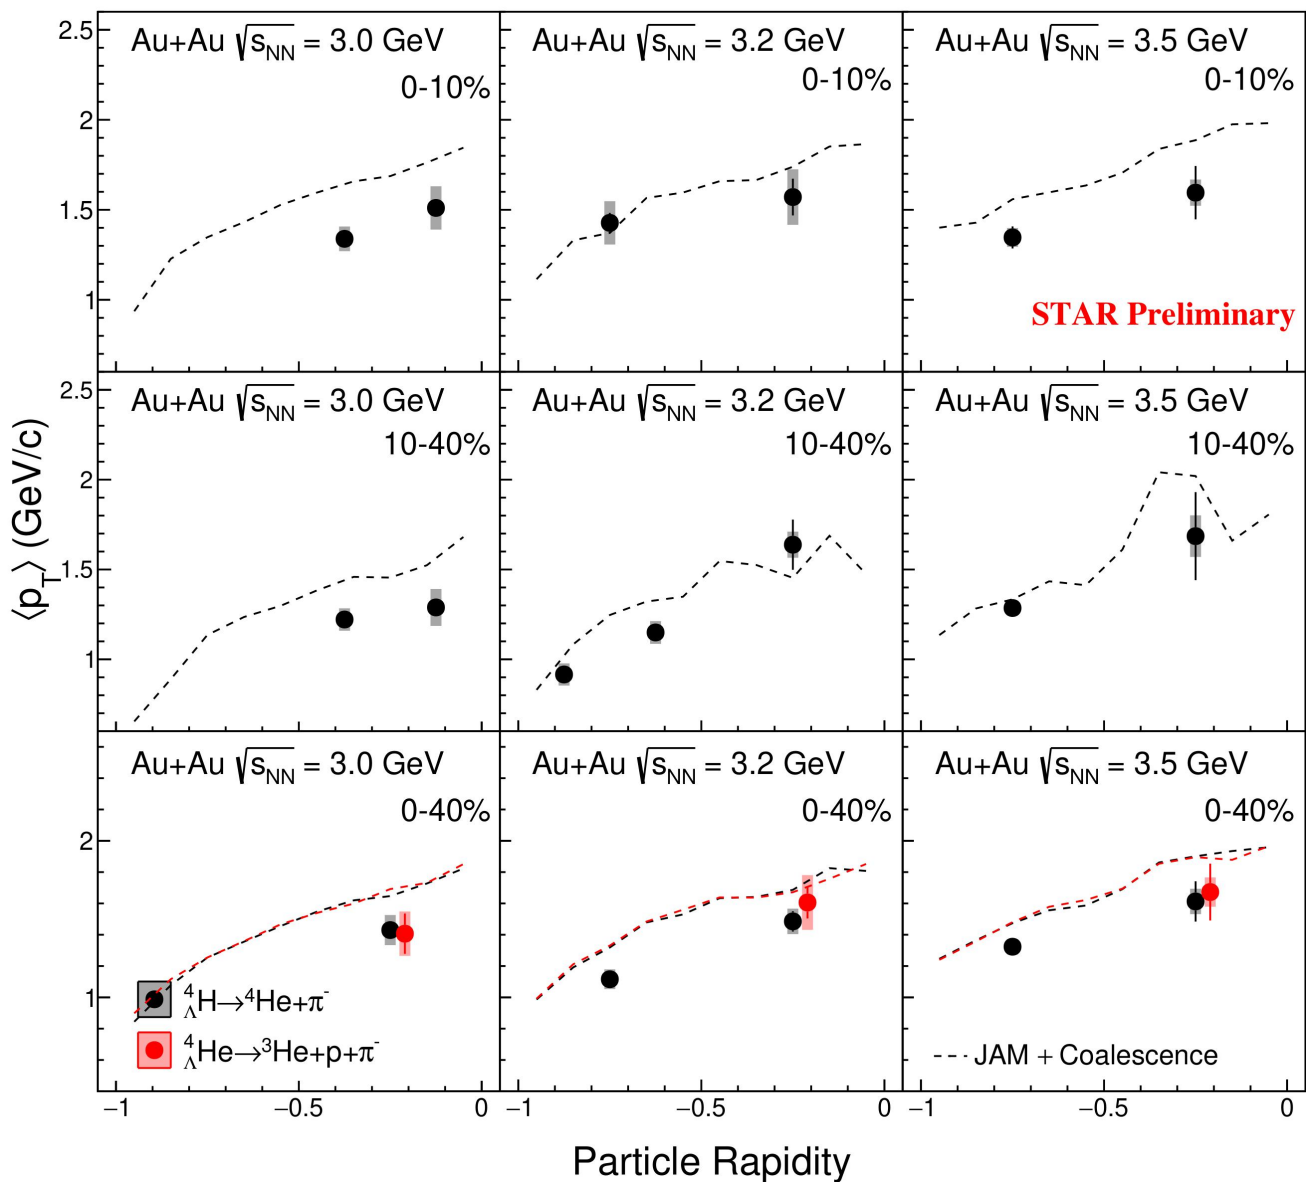 Au+Au √sNN = 3.0 GeV
0-10%
Au+Au √sNN = 3.2 GeV
0-10%
Au+Au √sNN = 3.5 GeV
0-10%
STAR Preliminary
2.5
2
1.5
1
Au+Au √sNN = 3.0 GeV
10-40%
Au+Au √sNN = 3.2 GeV
10-40%
Au+Au √sNN = 3.5 GeV
10-40%
2.5
2
1.5
1
⟨pT⟩ (GeV/c)
Au+Au √sNN = 3.0 GeV
0-40%
Au+Au √sNN = 3.2 GeV
0-40%
Au+Au √sNN = 3.5 GeV
0-40%
2
1
⁴ΛH→⁴He+π⁻
⁴ΛHe→³He+p+π⁻
JAM + Coalescence
−1 −0.5 0 −1 −0.5 0 −1 −0.5 0
Particle Rapidity